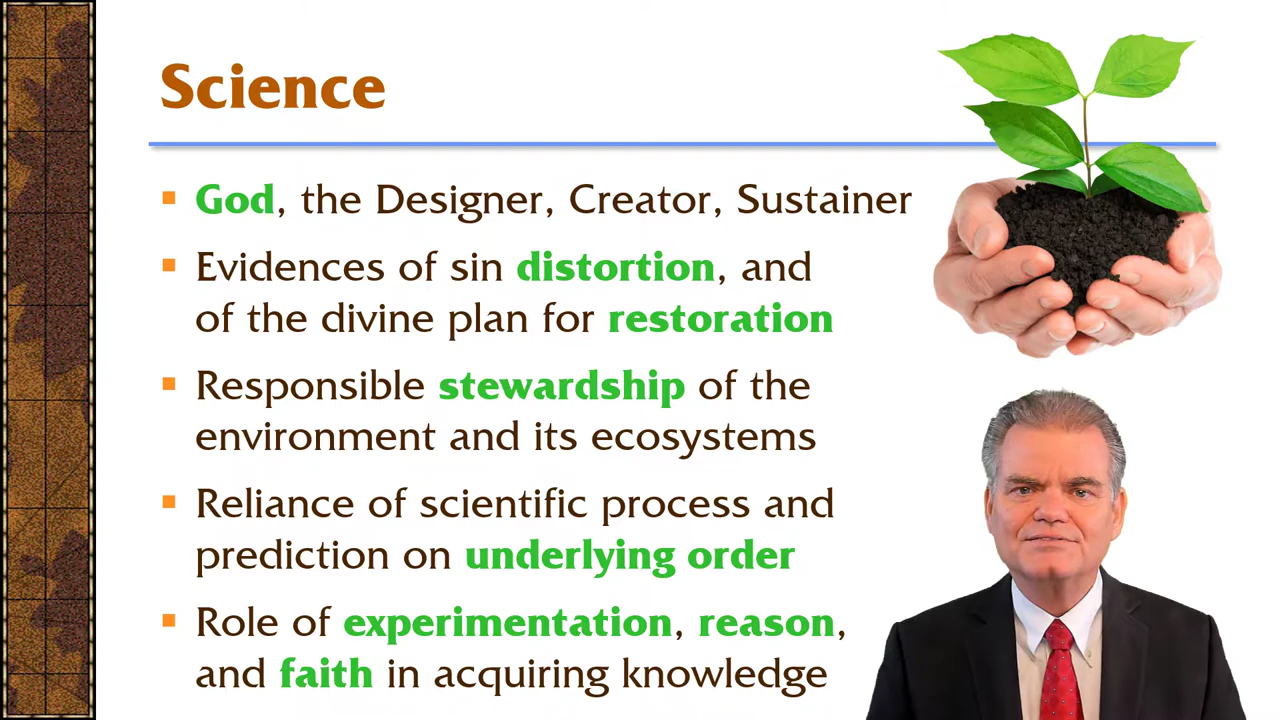 Science
God, the Designer, Creator, Sustainer
Evidences of sin distortion, and
of the divine plan for restoration
Responsible stewardship of the
environment and its ecosystems
Reliance of scientific process and
prediction on underlying order
Role of experimentation, reason,
and faith in acquiring knowledge